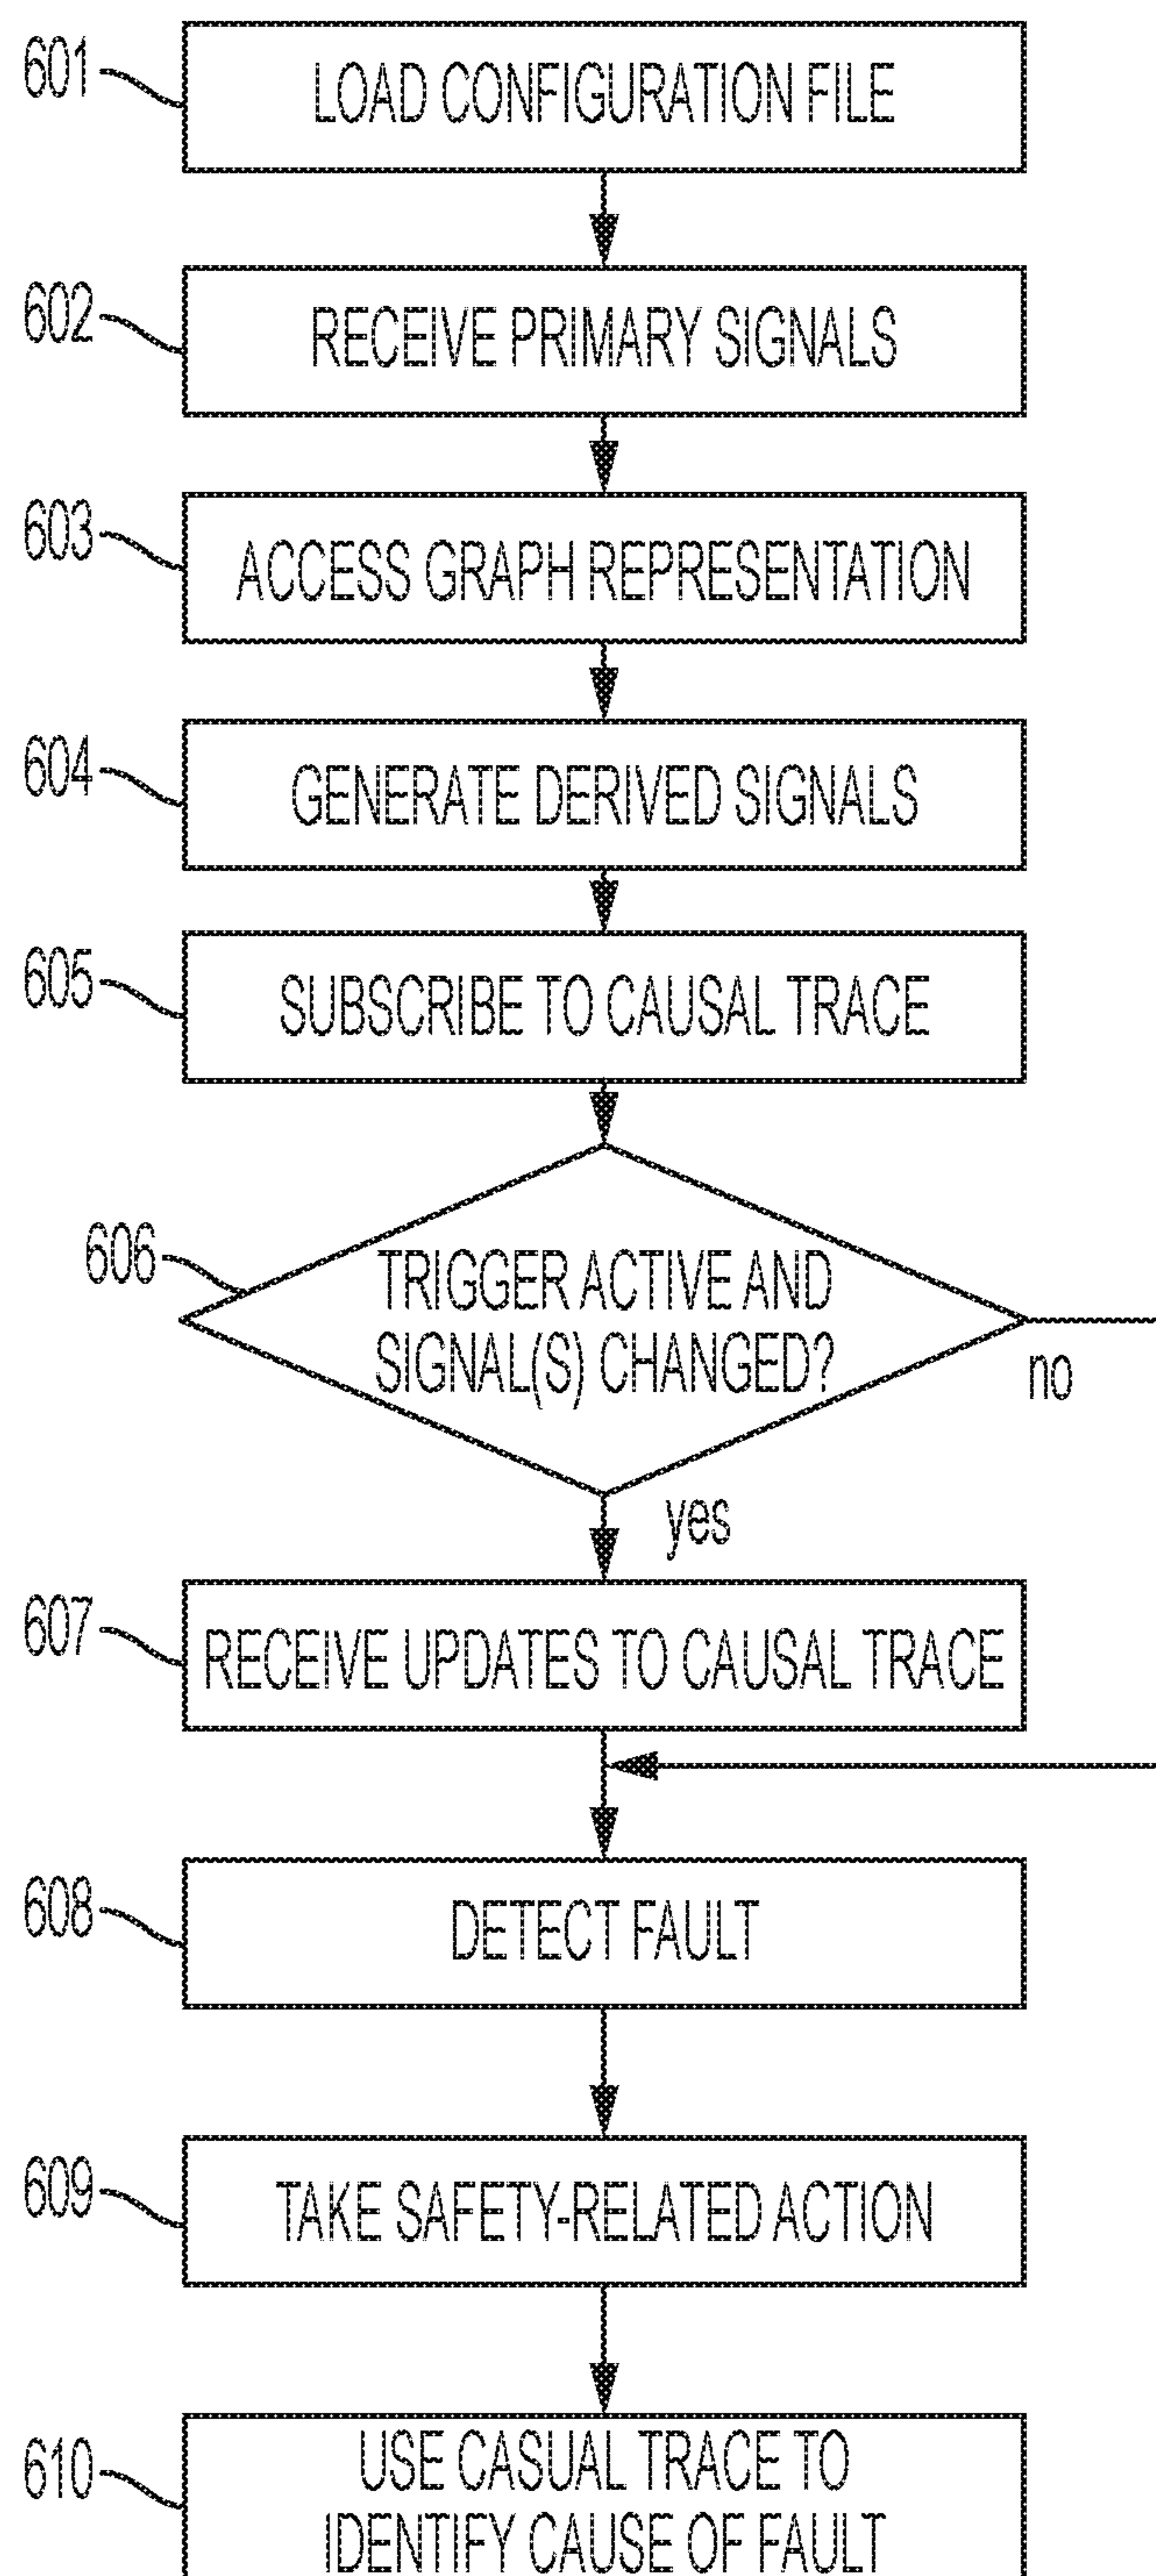 601
LOAD CONFIGURATION FILE
602
RECEIVE PRIMARY SIGNALS
603
ACCESS GRAPH REPRESENTATION
604
GENERATE DERIVED SIGNALS
605
SUBSCRIBE TO CAUSAL TRACE
606
TRIGGER ACTIVE AND
SIGNAL(S) CHANGED?
no
yes
607
RECEIVE UPDATES TO CAUSAL TRACE
608
DETECT FAULT
609
TAKE SAFETY-RELATED ACTION
610
USE CASUAL TRACE TO
IDENTIFY CAUSE OF FAULT